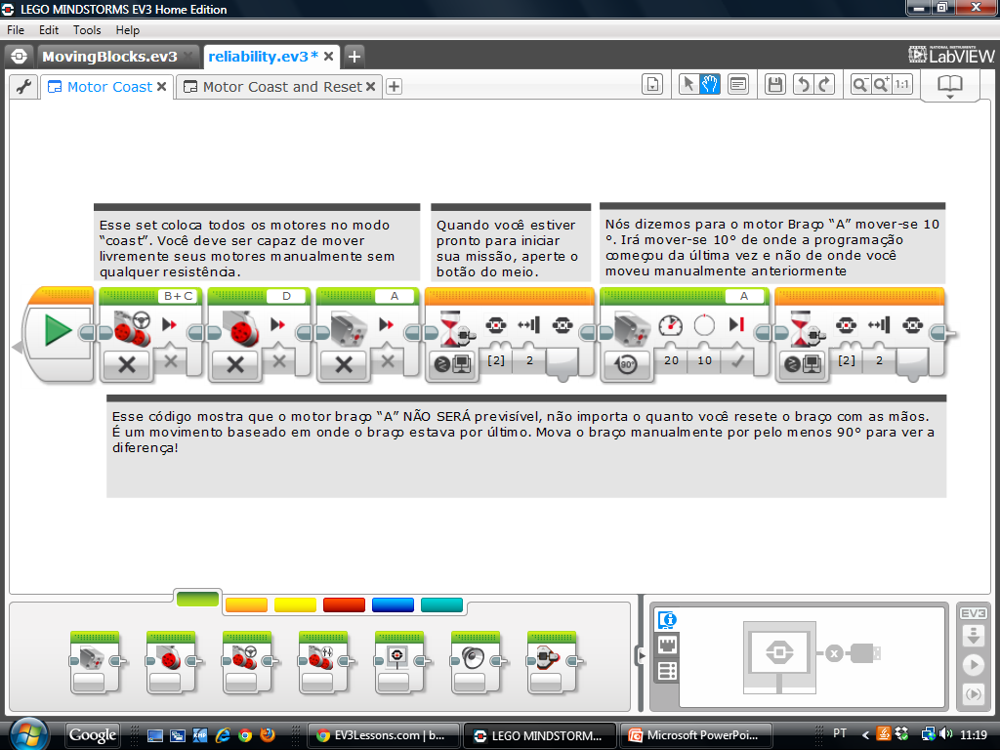 LEGO MINDSTORMS EV3 Home Edition
File Edit Tools Help
MovingBlocks.ev3 reliability.ev3*
NATIONAL INSTRUMENTS
LabVIEW
Motor Coast Motor Coast and Reset
1:1
Esse set coloca todos os motores no modo
“coast”. Você deve ser capaz de mover
livremente seus motores manualmente sem
qualquer resistência.
Quando você estiver
pronto para iniciar
sua missão, aperte o
botão do meio.
Nós dizemos para o motor Braço “A” mover-se 10
°. Irá mover-se 10° de onde a programação
começou da última vez e não de onde você
moveu manualmente anteriormente
B+C D A A
90°
[2] 2 20 10 [2] 2
Esse código mostra que o motor braço “A” NÃO SERÁ previsível, não importa o quanto você resete o braço com as mãos.
É um movimento baseado em onde o braço estava por último. Mova o braço manualmente por pelo menos 90° para ver a
diferença!
EV3
Google
EV3Lessons.com | b...
LEGO MINDSTORM...
Microsoft PowerPoi...
PT
11:19